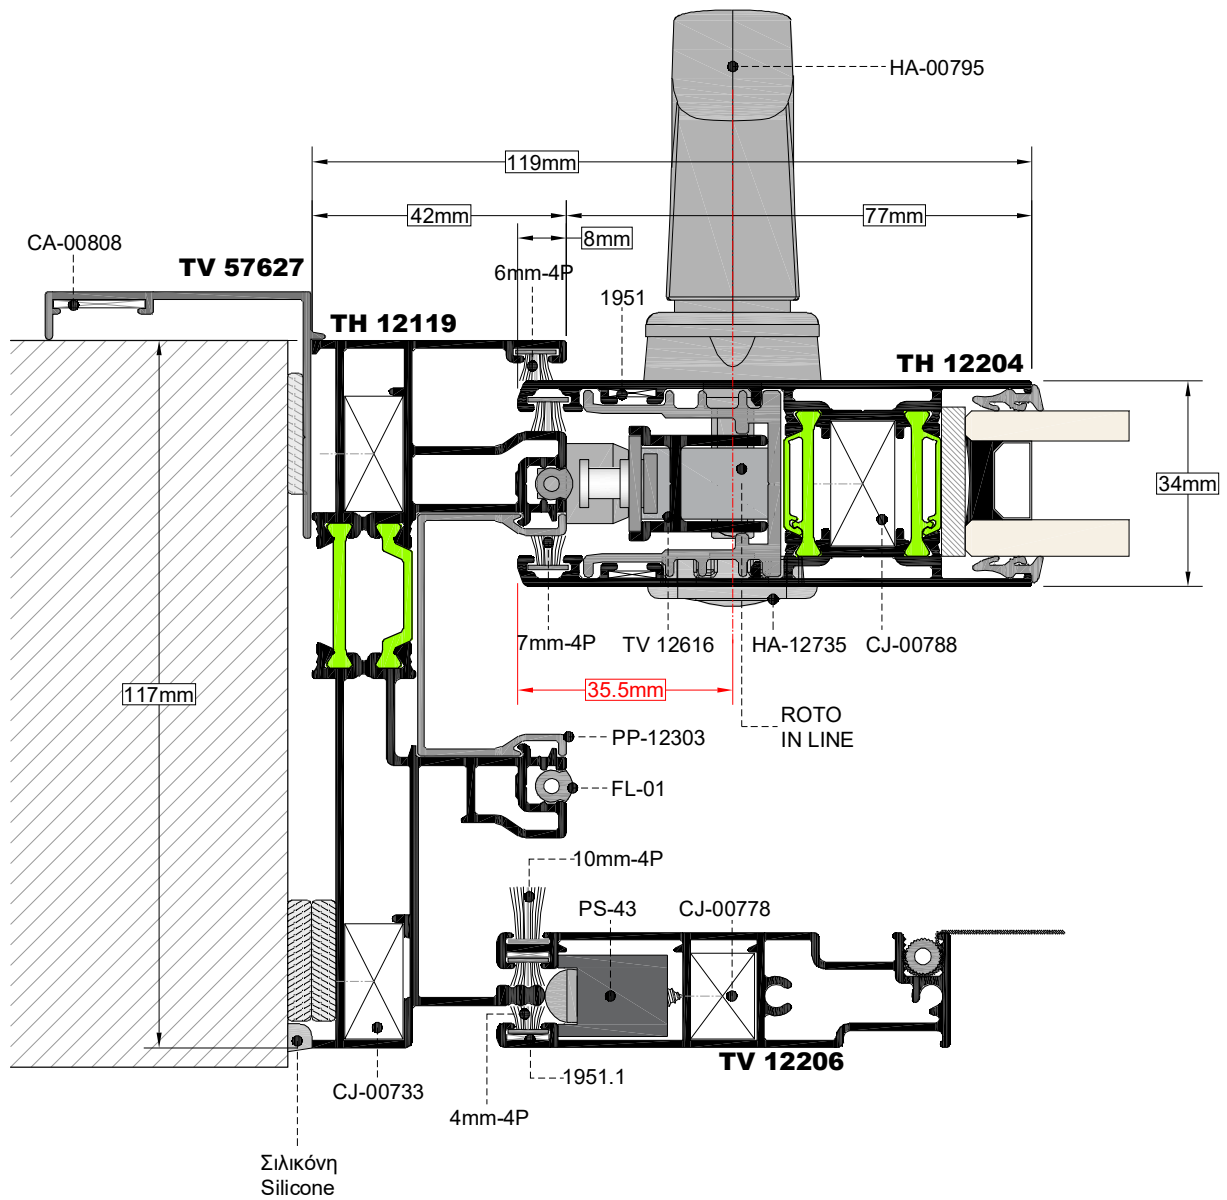 HA-00795
119mm
42mm
77mm
CA-00808
8mm
TV 57627
6mm-4P
1951
TH 12119
TH 12204
34mm
7mm-4P
TV 12616
HA-12735
CJ-00788
117mm
35.5mm
ROTO
IN LINE
PP-12303
FL-01
10mm-4P
PS-43
CJ-00778
TV 12206
1951.1
CJ-00733
4mm-4P
Σιλικόνη
Silicone